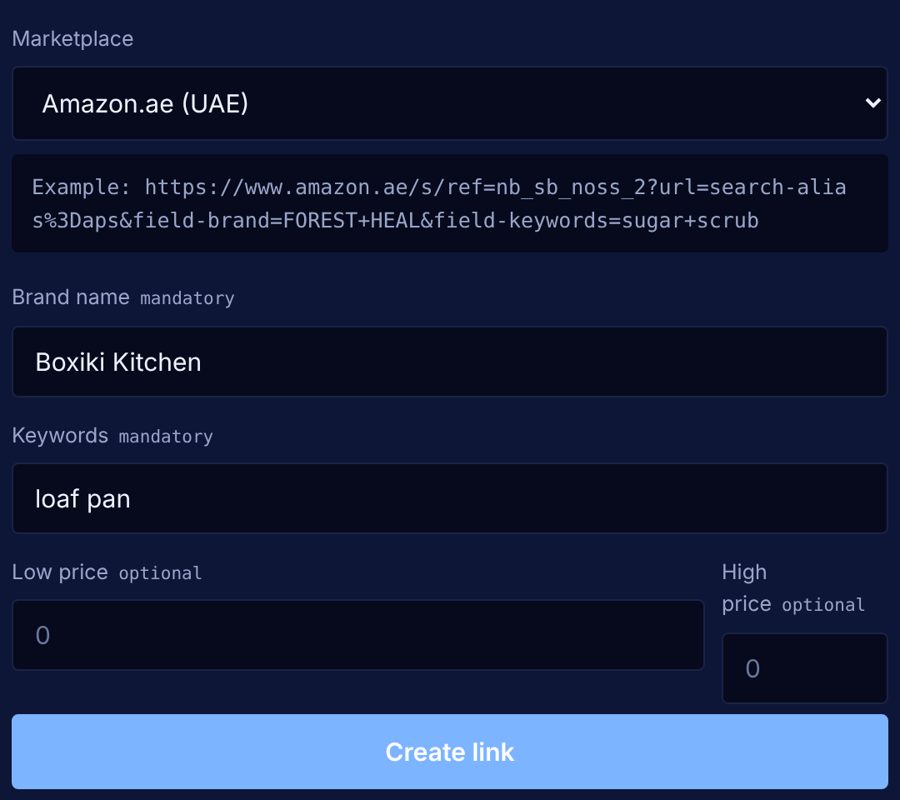 Marketplace
Amazon.ae (UAE)
Example: https://www.amazon.ae/s/ref=nb_sb_noss_2?url=search-alia
s%3Daps&field-brand=FOREST+HEAL&field-keywords=sugar+scrub
Brand name mandatory
Boxiki Kitchen
Keywords mandatory
loaf pan
Low price optional
0
High
price optional
0
Create link